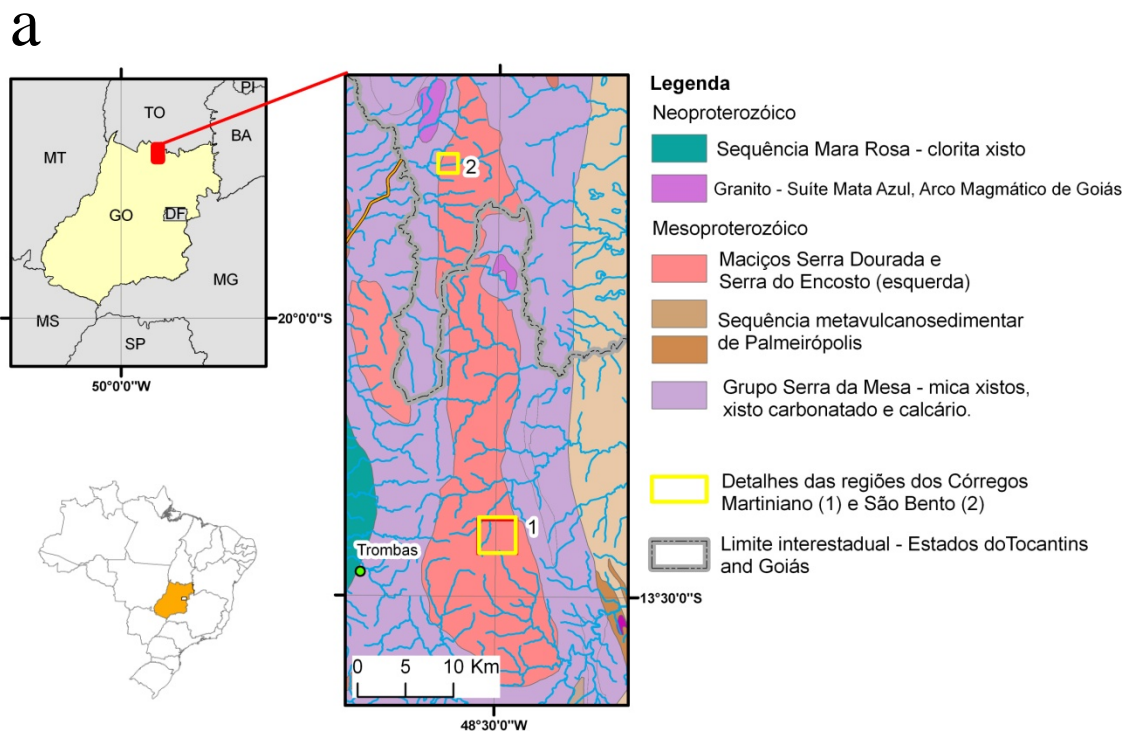 a
PI
TO
BA
MT
GO
DF
MG
MS
SP
20°0'0"S
50°0'0"W
2
1
Trombas
13°30'0"S
0 5 10 Km
48°30'0"W
Legenda
Neoproterozóico
Sequência Mara Rosa - clorita xisto
Granito - Suíte Mata Azul, Arco Magmático de Goiás
Mesoproterozóico
Maciços Serra Dourada e
Serra do Encosto (esquerda)
Sequência metavulcanosedimentar
de Palmeirópolis
Grupo Serra da Mesa - mica xistos,
xisto carbonatado e calcário.
Detalhes das regiões dos Córregos
Martiniano (1) e São Bento (2)
Limite interestadual - Estados doTocantins
and Goiás